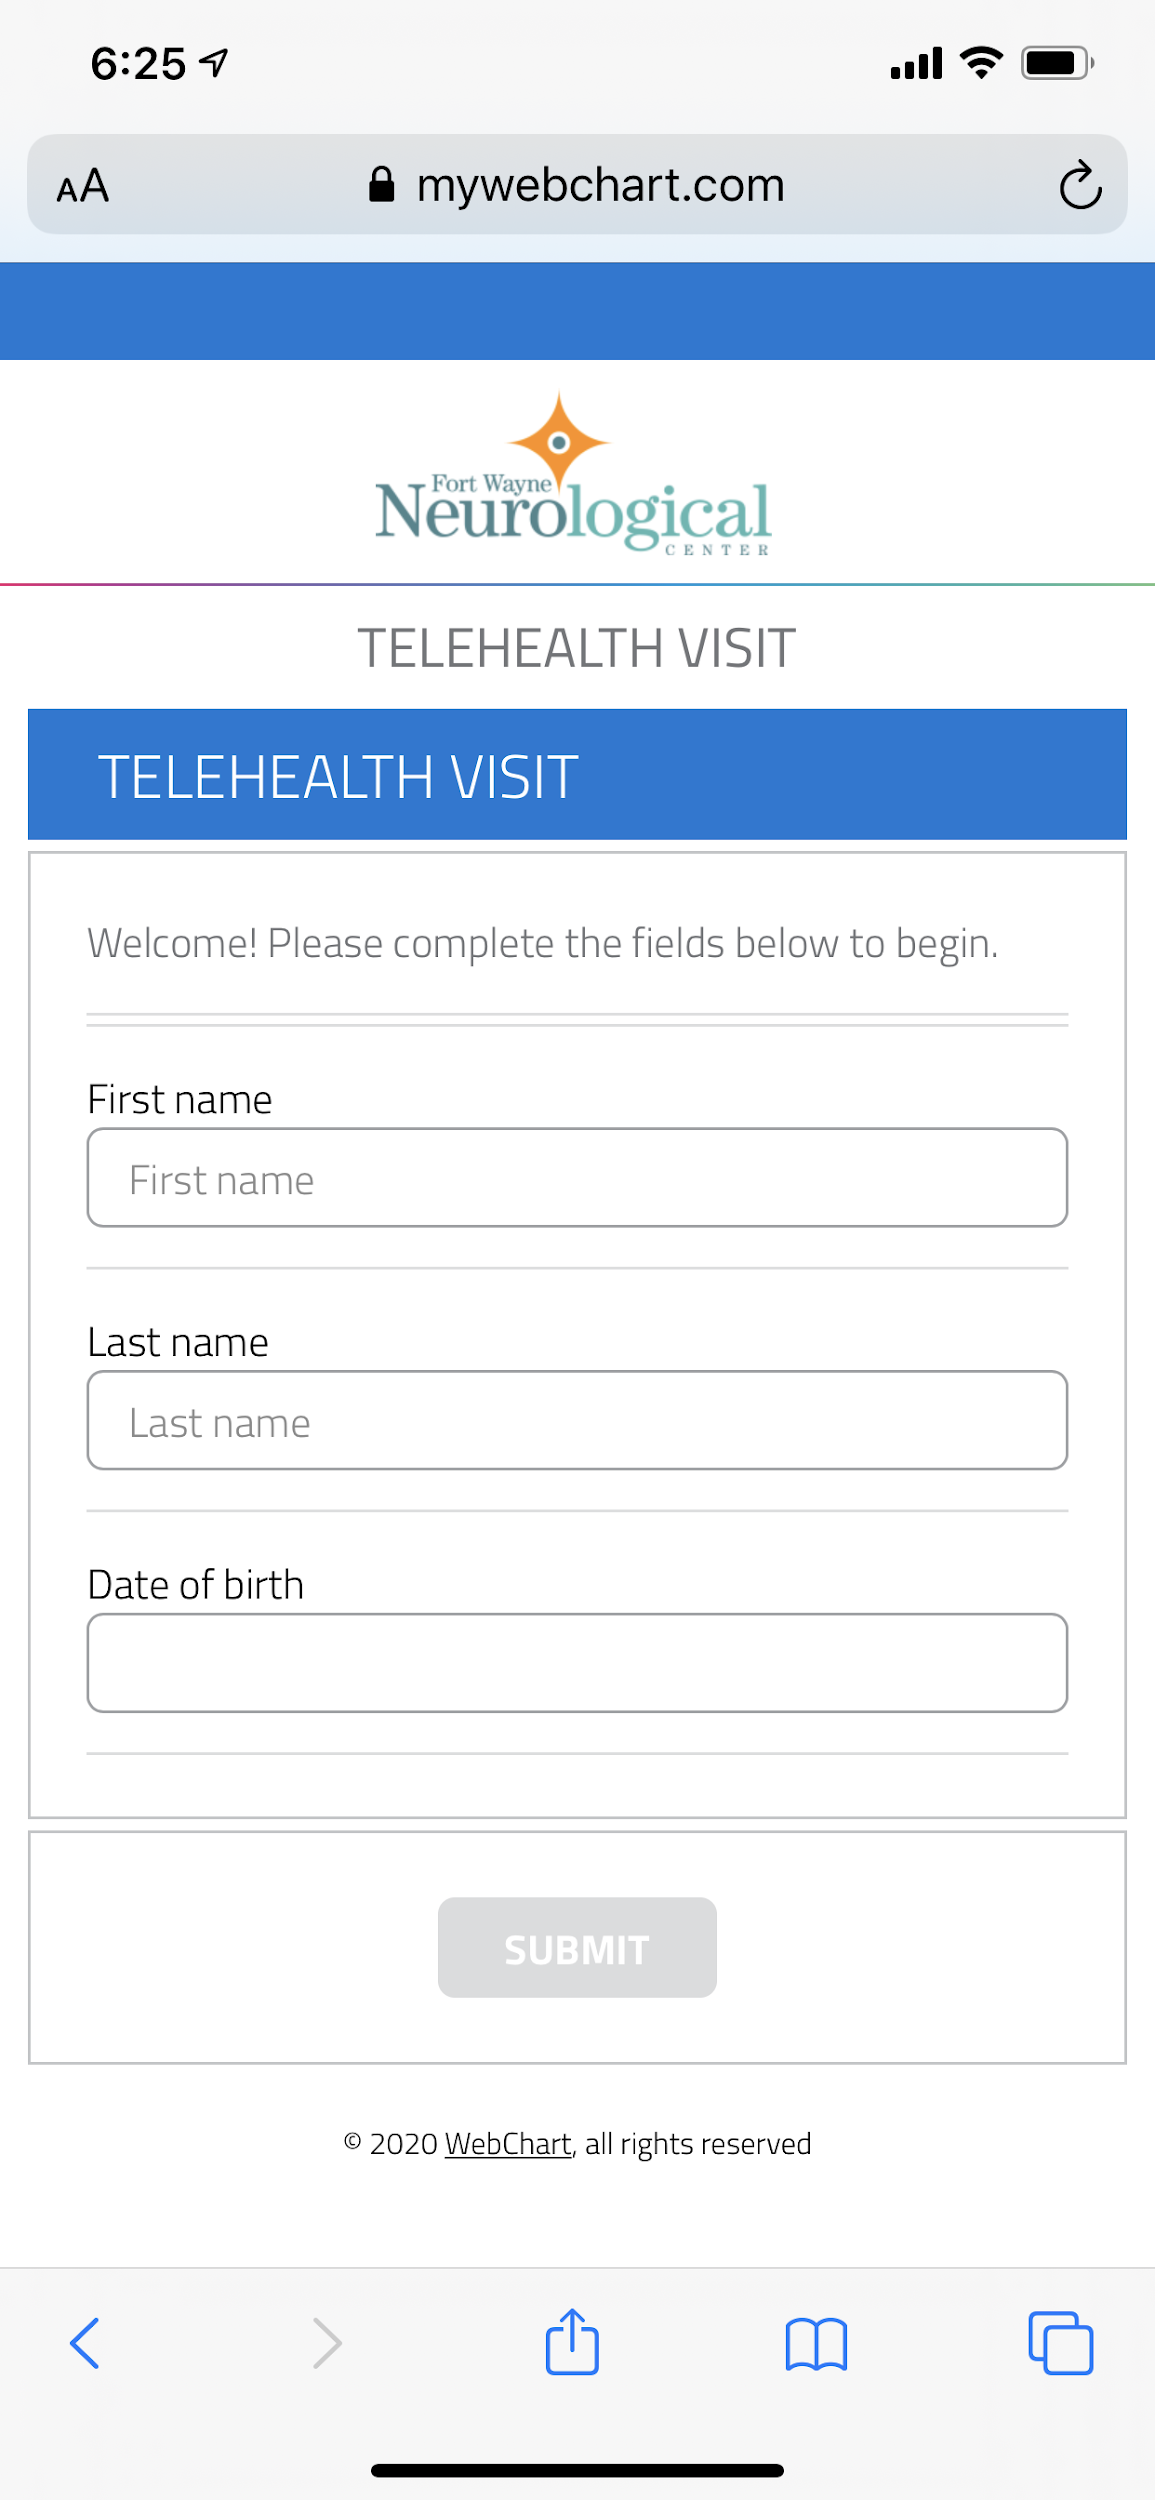 6:25
AA mywebchart.com
Fort Wayne
Neurological
CENTER
TELEHEALTH VISIT
TELEHEALTH VISIT
Welcome! Please complete the fields below to begin.
First name
First name
Last name
Last name
Date of birth
SUBMIT
© 2020 WebChart, all rights reserved